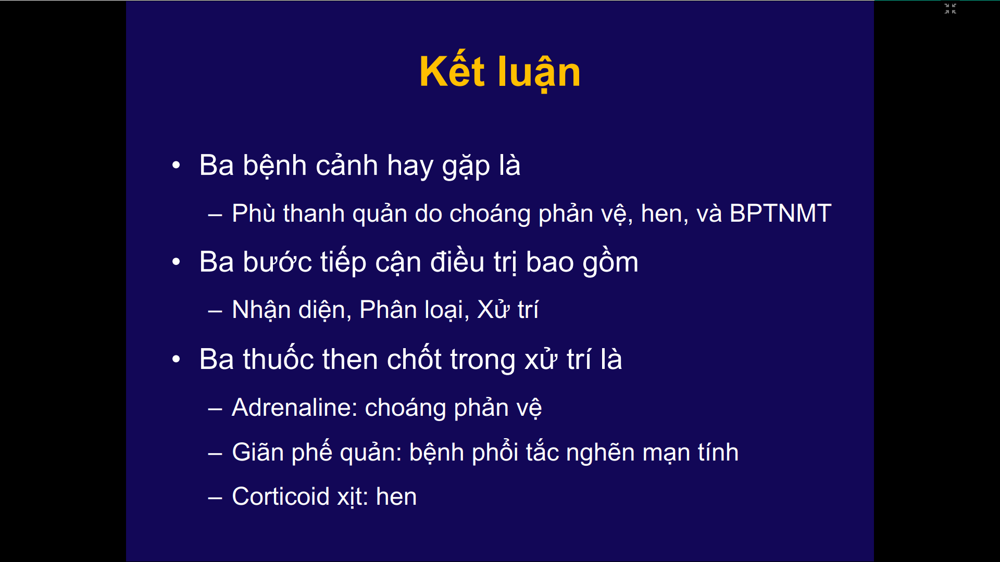 Kết luận
• Ba bệnh cảnh hay gặp là
– Phù thanh quản do choáng phản vệ, hen, và BPTNMT
• Ba bước tiếp cận điều trị bao gồm
– Nhận diện, Phân loại, Xử trí
• Ba thuốc then chốt trong xử trí là
– Adrenaline: choáng phản vệ
– Giãn phế quản: bệnh phổi tắc nghẽn mạn tính
– Corticoid xịt: hen